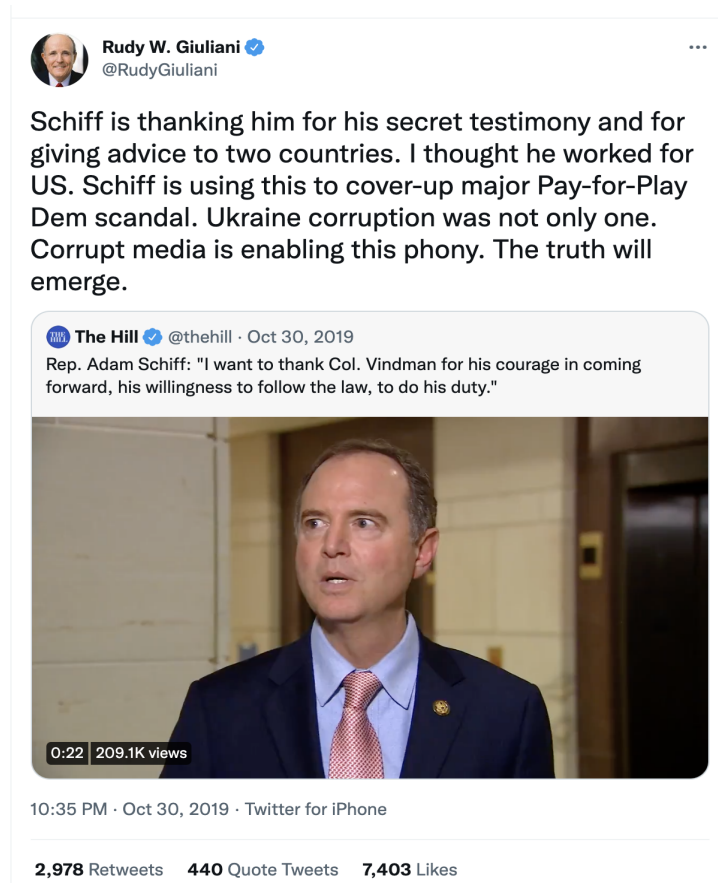 Rudy W. Giuliani
@RudyGiuliani
Schiff is thanking him for his secret testimony and for
giving advice to two countries. I thought he worked for
US. Schiff is using this to cover-up major Pay-for-Play
Dem scandal. Ukraine corruption was not only one.
Corrupt media is enabling this phony. The truth will
emerge.
THE HILL
The Hill @thehill · Oct 30, 2019
Rep. Adam Schiff: "I want to thank Col. Vindman for his courage in coming
forward, his willingness to follow the law, to do his duty."
0:22 209.1K views
10:35 PM · Oct 30, 2019 · Twitter for iPhone
2,978 Retweets 440 Quote Tweets 7,403 Likes